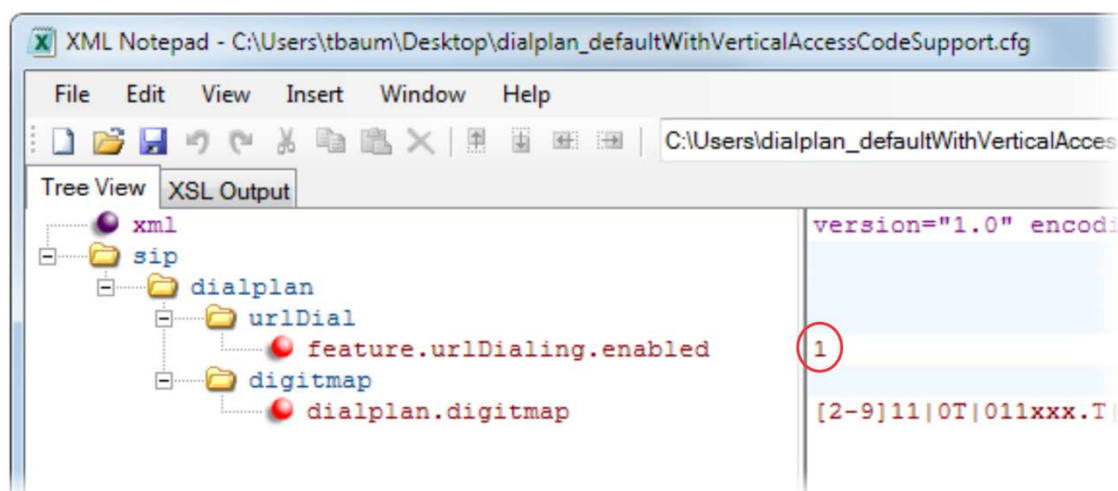 XML Notepad - C:\Users\tbaum\Desktop\dialplan_defaultWithVerticalAccessCodeSupport.cfg
File Edit View Insert Window Help
C:\Users\dialplan_defaultWithVerticalAcces
Tree View XSL Output
xml version="1.0" encodi
sip
dialplan
urlDial
feature.urlDialing.enabled 1
digitmap
dialplan.digitmap [2-9]11|0T|011xxx.T|